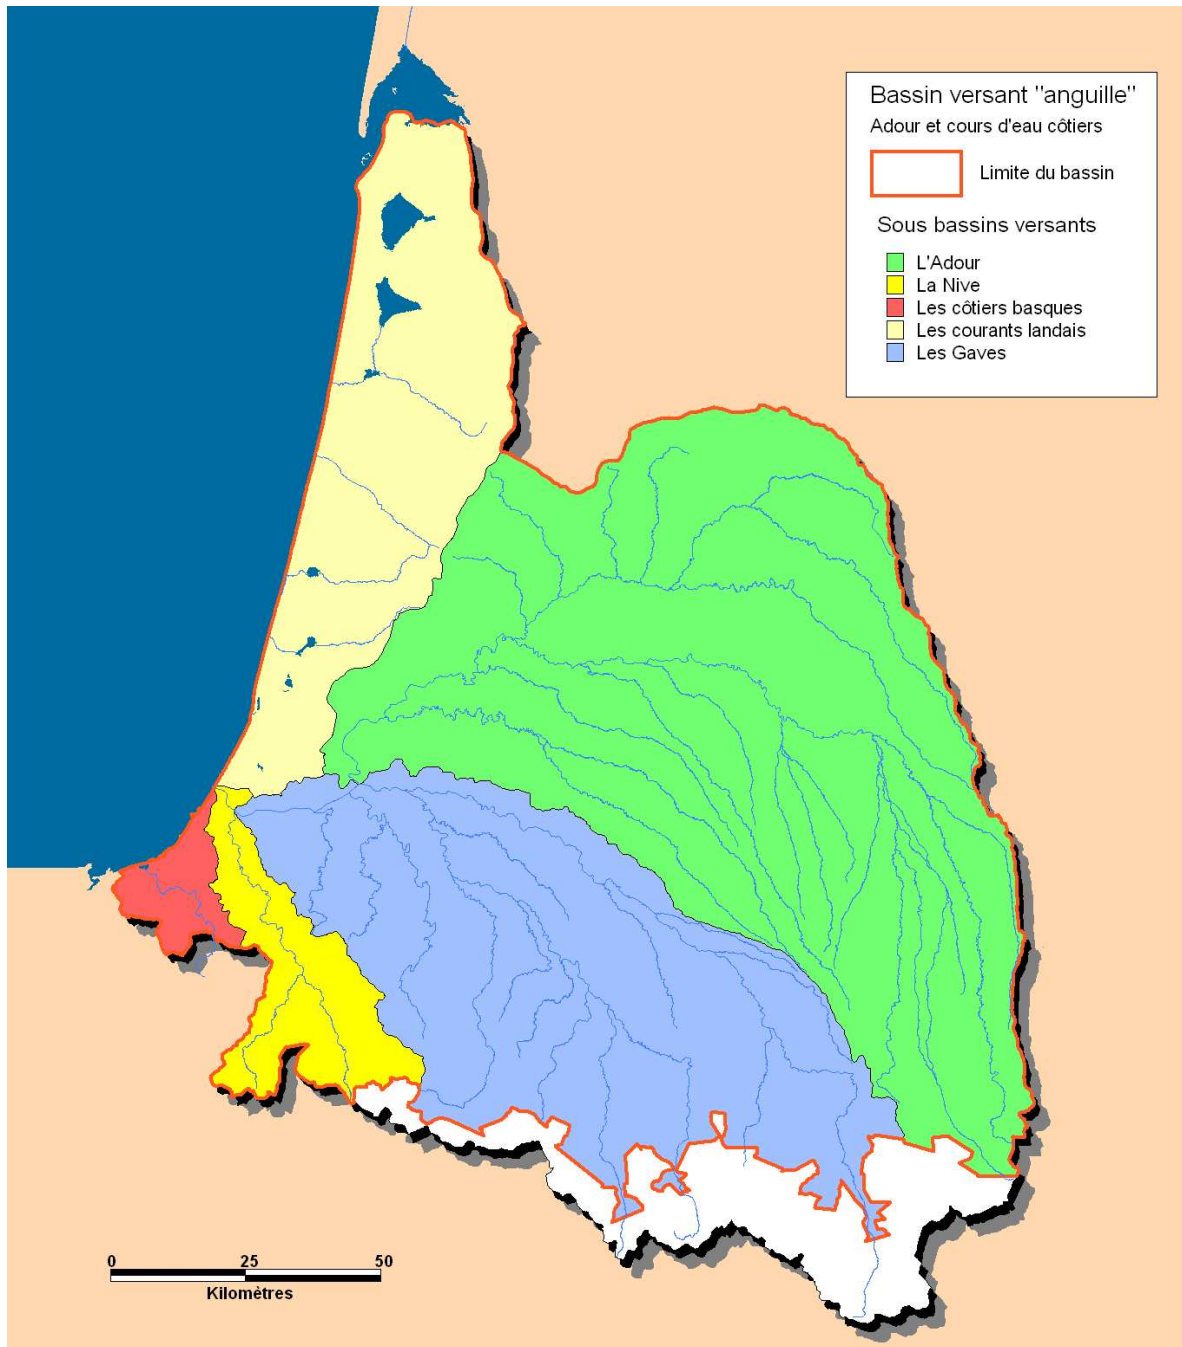 Bassin versant "anguille"
Adour et cours d'eau côtiers
Limite du bassin
Sous bassins versants
L'Adour
La Nive
Les côtiers basques
Les courants landais
Les Gaves
0 25 50
Kilomètres